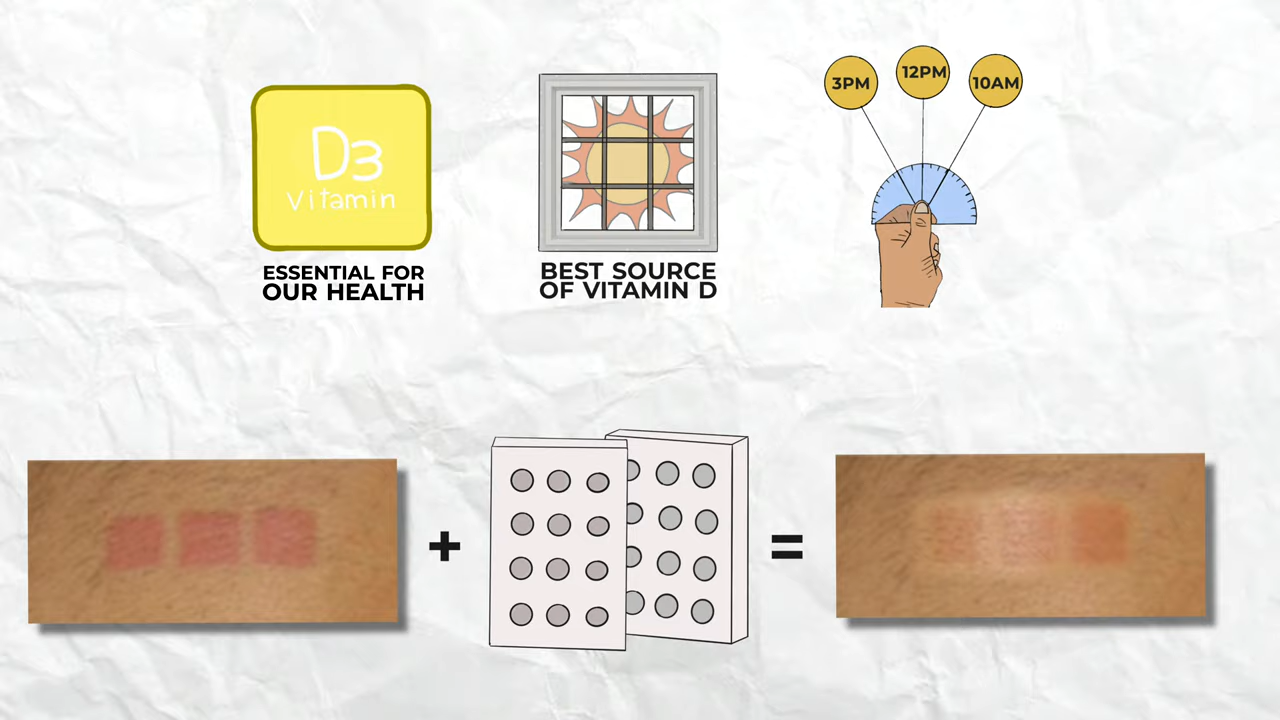 3PM
12PM
10AM
D3
Vitamin
ESSENTIAL FOR
OUR HEALTH
BEST SOURCE
OF VITAMIN D
+
=